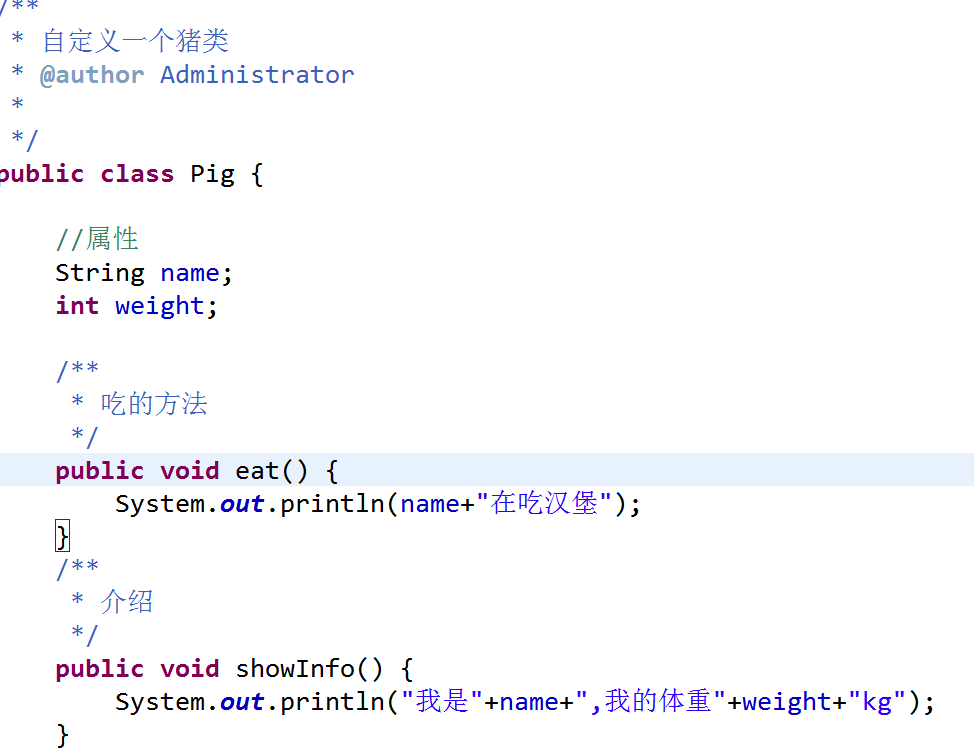 /**
 * 自定义一个猪类
 * @author Administrator
 *
 */
public class Pig {
    //属性
    String name;
    int weight;
    /**
     * 吃的方法
     */
    public void eat() {
        System.out.println(name+"在吃汉堡");
    }
    /**
     * 介绍
     */
    public void showInfo() {
        System.out.println("我是"+name+",我的体重"+weight+"kg");
    }